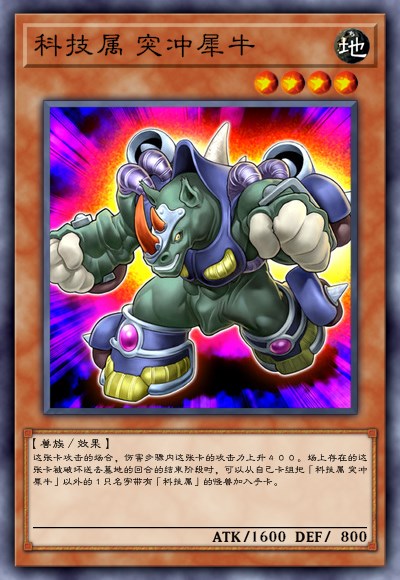 科技属 突冲犀牛
地
【兽族／效果】
这张卡攻击的场合，伤害步骤内这张卡的攻击力上升４００。场上存在的这
张卡被破坏送去墓地的回合的结束阶段时，可以从自己卡组把「科技属 突冲
犀牛」以外的１只名字带有「科技属」的怪兽加入手卡。
ATK/1600 DEF/ 800